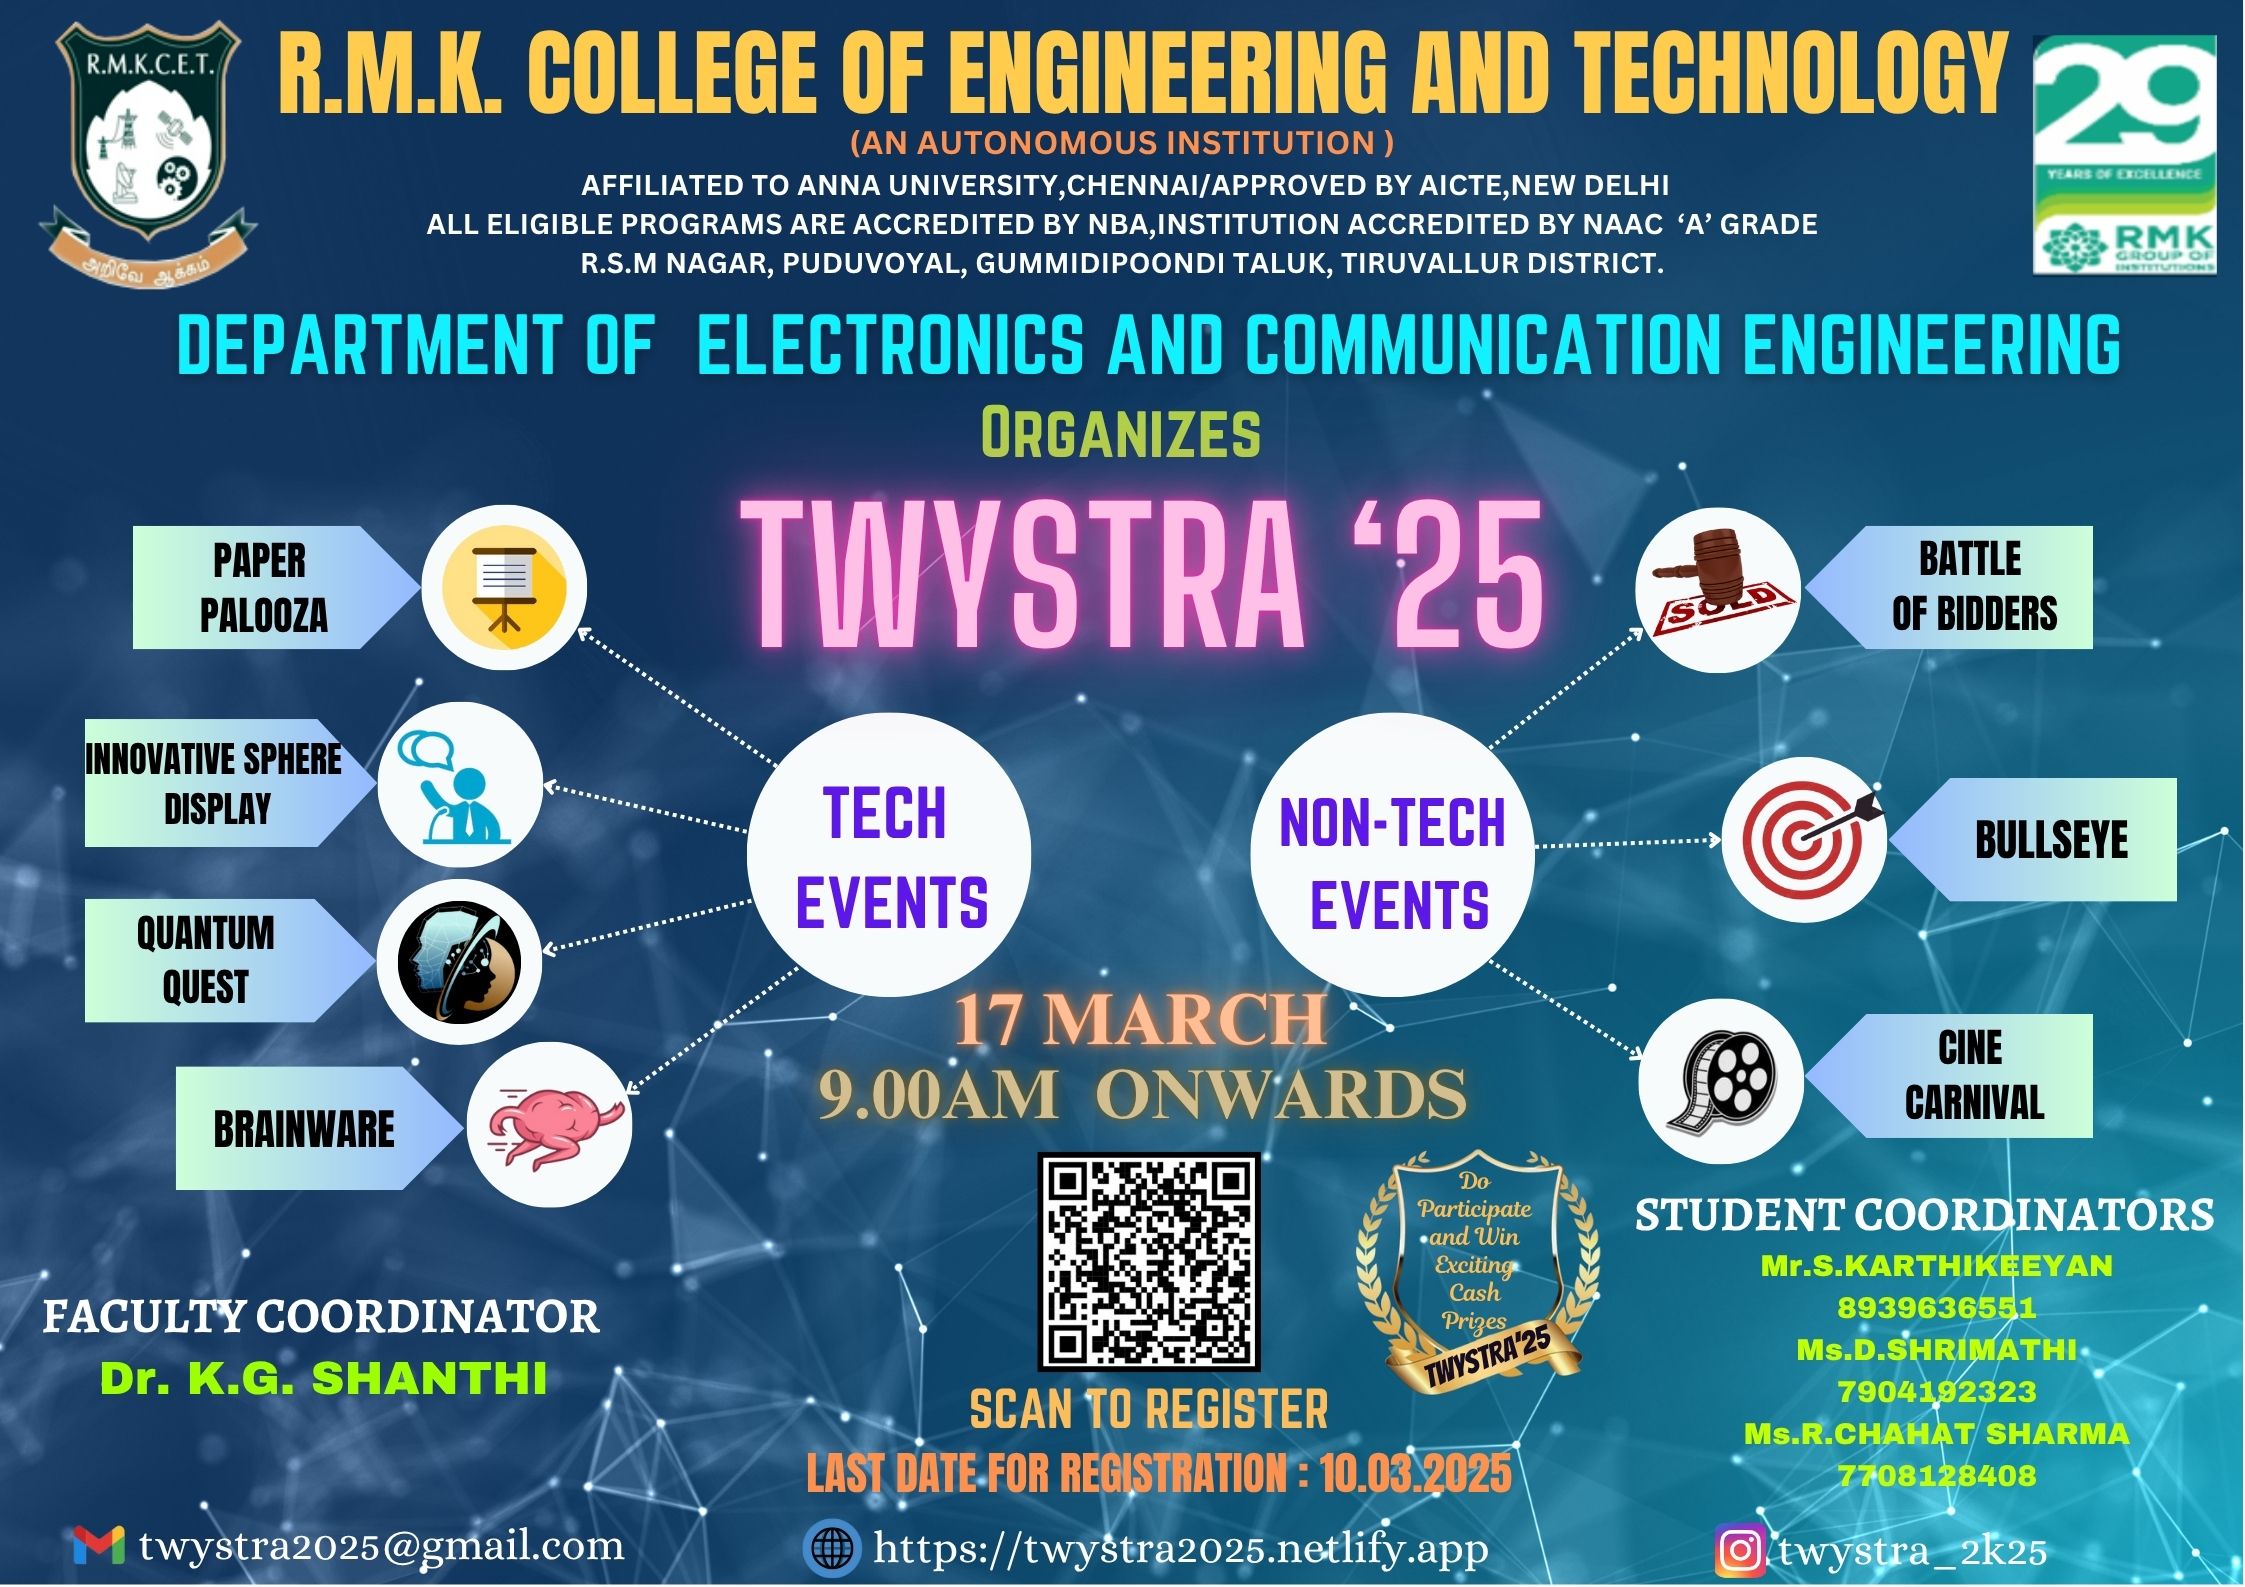 R.M.K.C.E.T.
அறிவே ஆக்கம்
R.M.K. COLLEGE OF ENGINEERING AND TECHNOLOGY
(AN AUTONOMOUS INSTITUTION )
AFFILIATED TO ANNA UNIVERSITY,CHENNAI/APPROVED BY AICTE,NEW DELHI
ALL ELIGIBLE PROGRAMS ARE ACCREDITED BY NBA,INSTITUTION ACCREDITED BY NAAC ‘A’ GRADE
R.S.M NAGAR, PUDUVOYAL, GUMMIDIPOONDI TALUK, TIRUVALLUR DISTRICT.
29
YEARS OF EXCELLENCE
RMK
GROUP OF
INSTITUTIONS
DEPARTMENT OF ELECTRONICS AND COMMUNICATION ENGINEERING
ORGANIZES
TWYSTRA ‘25
TECH
EVENTS
PAPER
PALOOZA
INNOVATIVE SPHERE
DISPLAY
QUANTUM
QUEST
BRAINWARE
NON-TECH
EVENTS
SOLD
BATTLE
OF BIDDERS
BULLSEYE
CINE
CARNIVAL
17 MARCH
9.00AM ONWARDS
SCAN TO REGISTER
LAST DATE FOR REGISTRATION : 10.03.2025
Do
Participate
and Win
Exciting
Cash
Prizes
TWYSTRA'25
FACULTY COORDINATOR
Dr. K.G. SHANTHI
STUDENT COORDINATORS
Mr.S.KARTHIKEEYAN
8939636551
Ms.D.SHRIMATHI
7904192323
Ms.R.CHAHAT SHARMA
7708128408
twystra2025@gmail.com
https://twystra2025.netlify.app
twystra_2k25